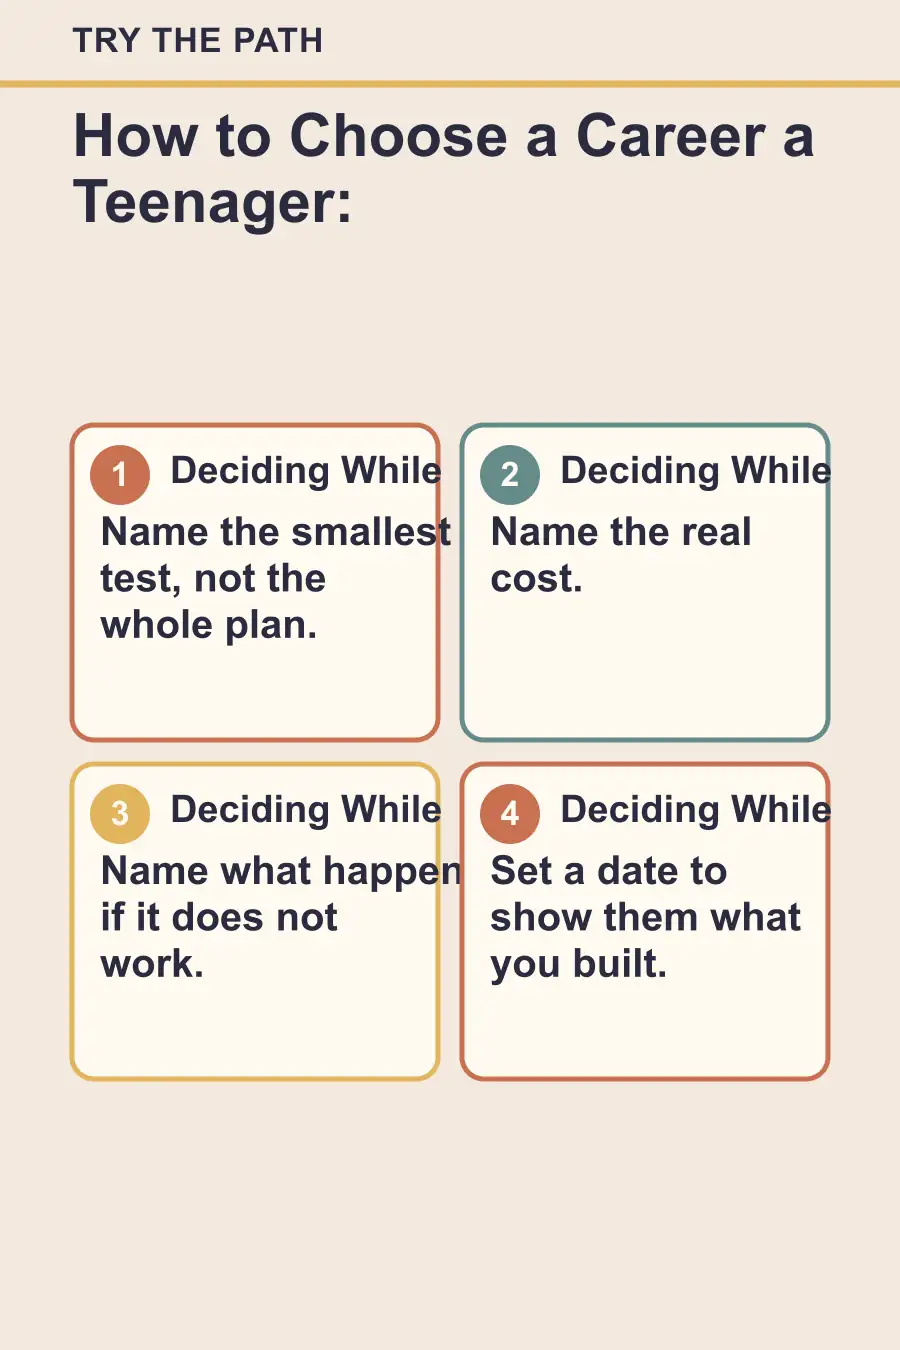 TRY THE PATH
How to Choose a Career a
Teenager:
1 Deciding While
Name the smallest
test, not the
whole plan.
2 Deciding While
Name the real
cost.
3 Deciding While
Name what happen
if it does not
work.
4 Deciding While
Set a date to
show them what
you built.